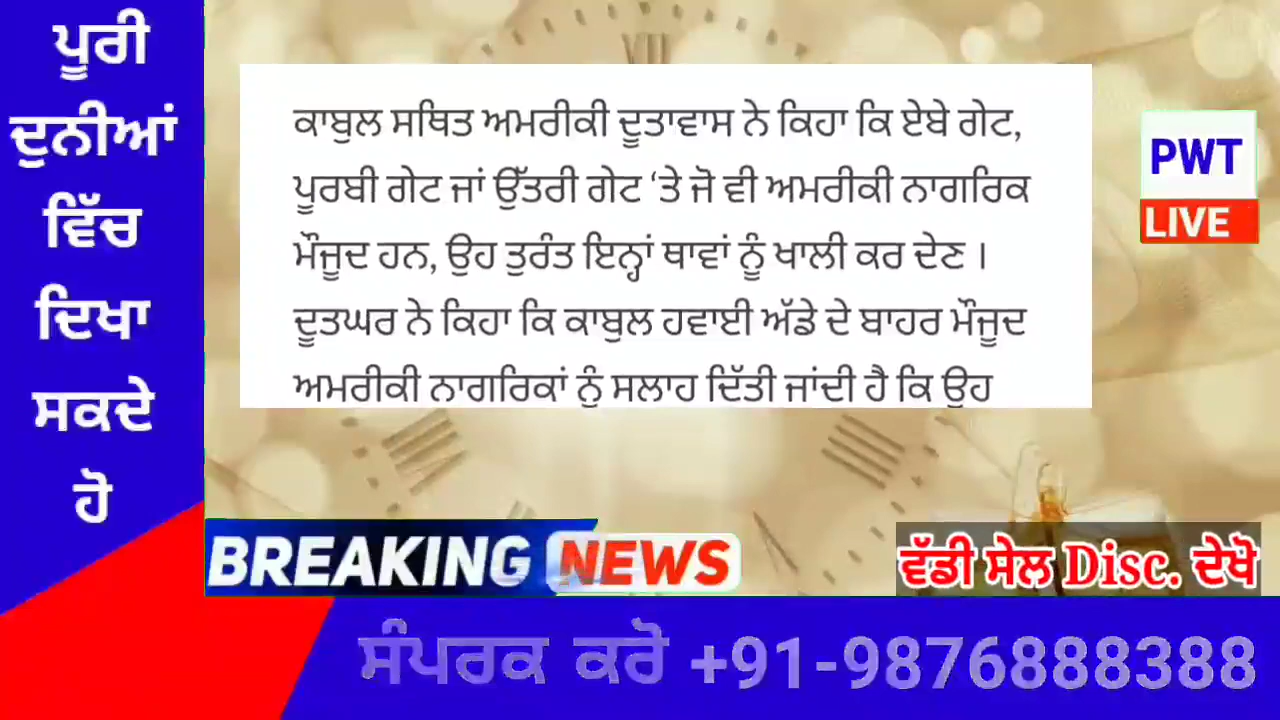 ਪੂਰੀ
ਦੁਨੀਆਂ
ਵਿੱਚ
ਦਿਖਾ
ਸਕਦੇ
ਹੋ
VII
ਕਾਬੁਲ ਸਥਿਤ ਅਮਰੀਕੀ ਦੂਤਾਵਾਸ ਨੇ ਕਿਹਾ ਕਿ ਏਬੇ ਗੇਟ,
ਪੂਰਬੀ ਗੇਟ ਜਾਂ ਉੱਤਰੀ ਗੇਟ ‘ਤੇ ਜੋ ਵੀ ਅਮਰੀਕੀ ਨਾਗਰਿਕ
ਮੌਜੂਦ ਹਨ, ਉਹ ਤੁਰੰਤ ਇਨ੍ਹਾਂ ਥਾਵਾਂ ਨੂੰ ਖਾਲੀ ਕਰ ਦੇਣ ।
ਦੂਤਘਰ ਨੇ ਕਿਹਾ ਕਿ ਕਾਬੁਲ ਹਵਾਈ ਅੱਡੇ ਦੇ ਬਾਹਰ ਮੌਜੂਦ
ਅਮਰੀਕੀ ਨਾਗਰਿਕਾਂ ਨੂੰ ਸਲਾਹ ਦਿੱਤੀ ਜਾਂਦੀ ਹੈ ਕਿ ਉਹ
PWT
LIVE
BREAKING NEWS
ਵੱਡੀ ਸੇਲ Disc. ਦੇਖੋ
ਸੰਪਰਕ ਕਰੋ +91-9876888388